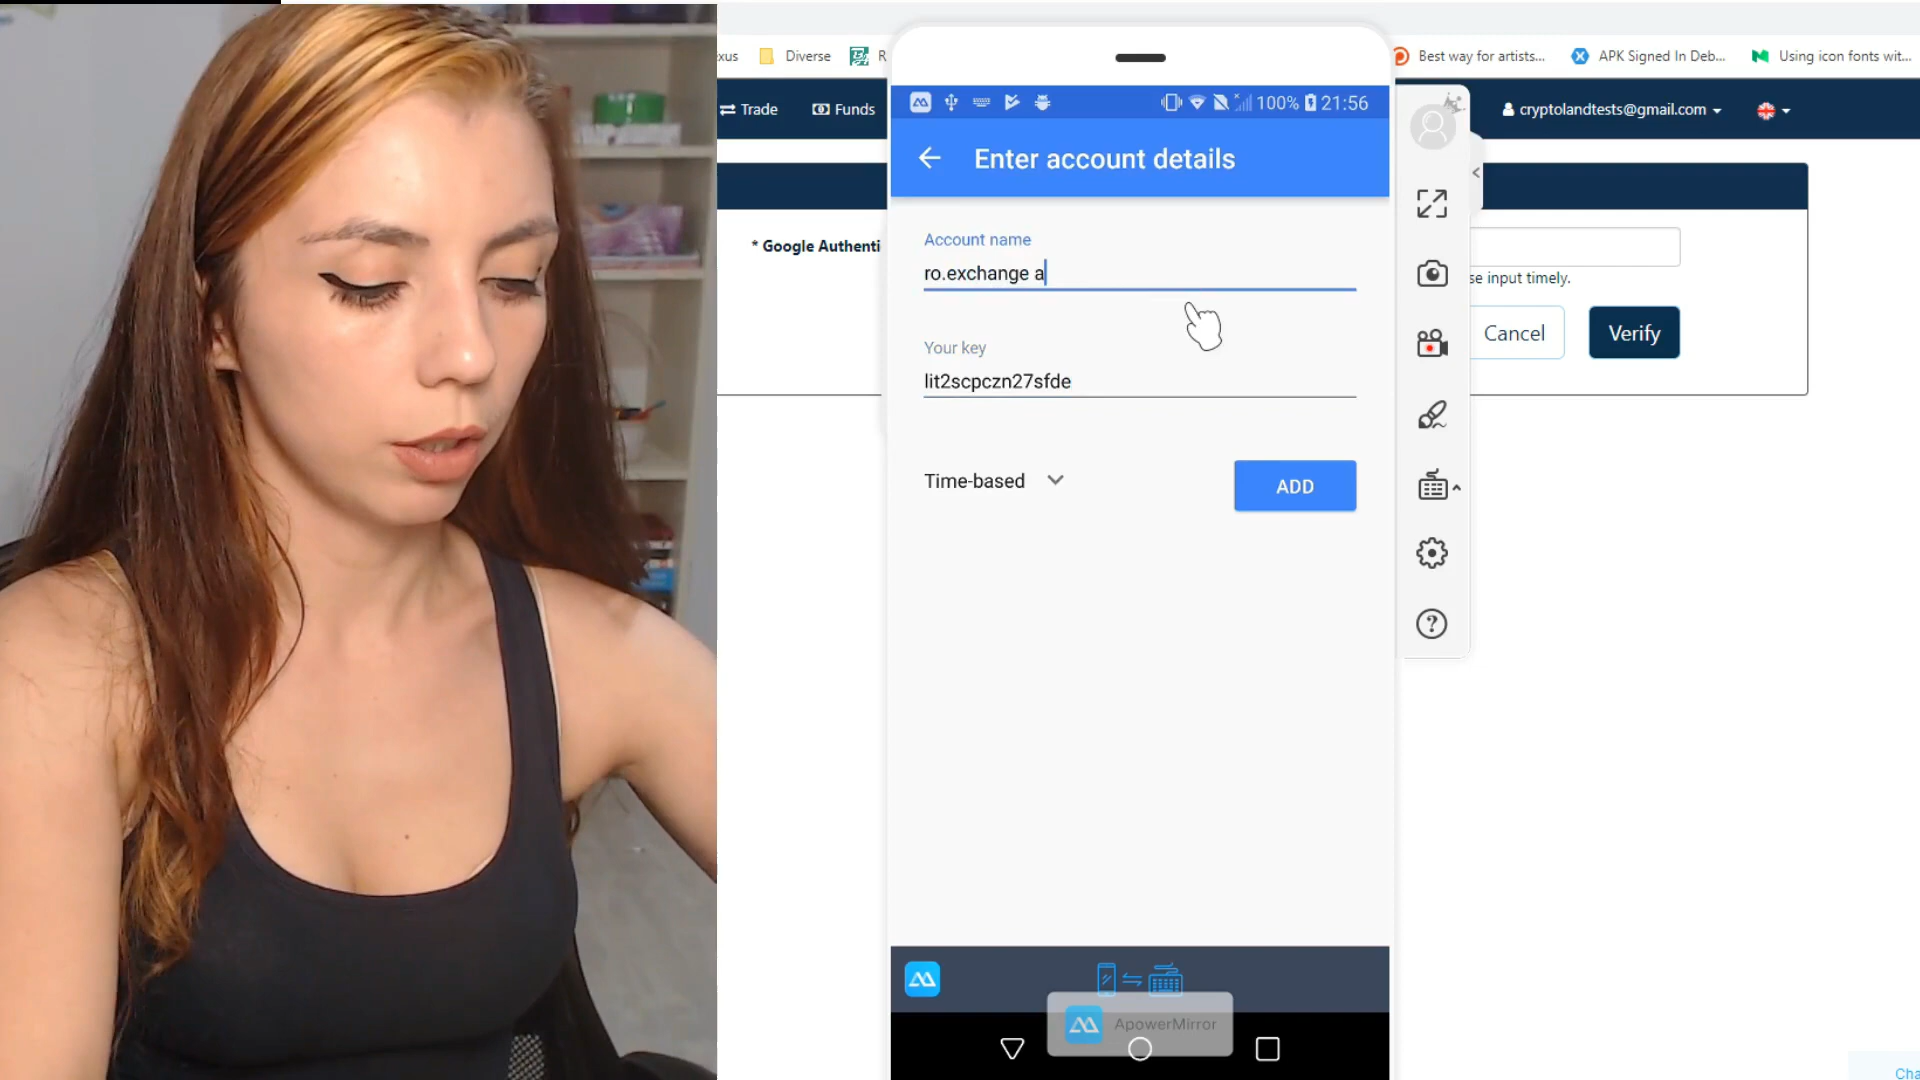 xus
Diverse
R
Best way for artists...
APK Signed In Deb...
Using icon fonts wit...
Trade
Funds
cryptolandtests@gmail.com
100%
21:56
Enter account details
* Google Authenti
Account name
ro.exchange a
se input timely.
Cancel
Verify
Your key
lit2scpczn27sfde
Time-based
ADD
ApowerMirror
Cha